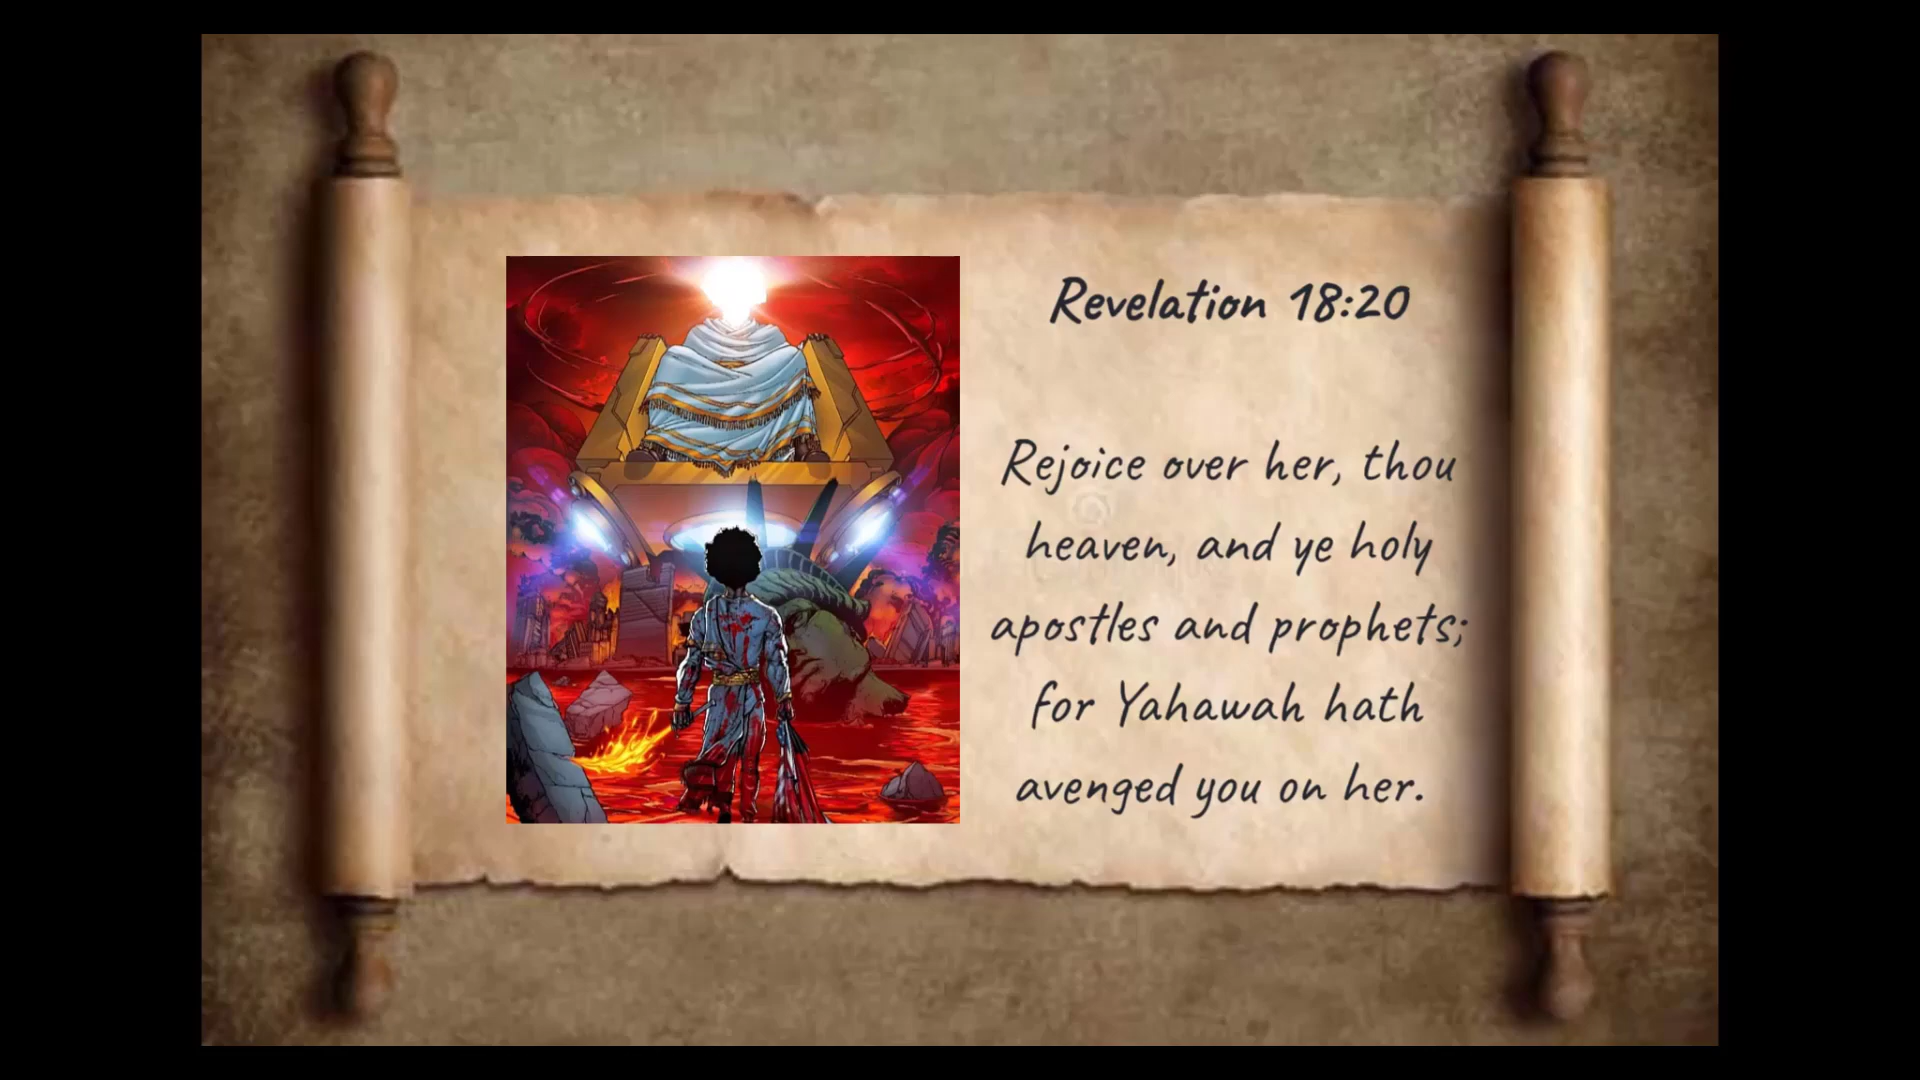 Revelation 18:20
Rejoice over her, thou
heaven, and ye holy
apostles and prophets;
for Yahawah hath
avenged you on her.